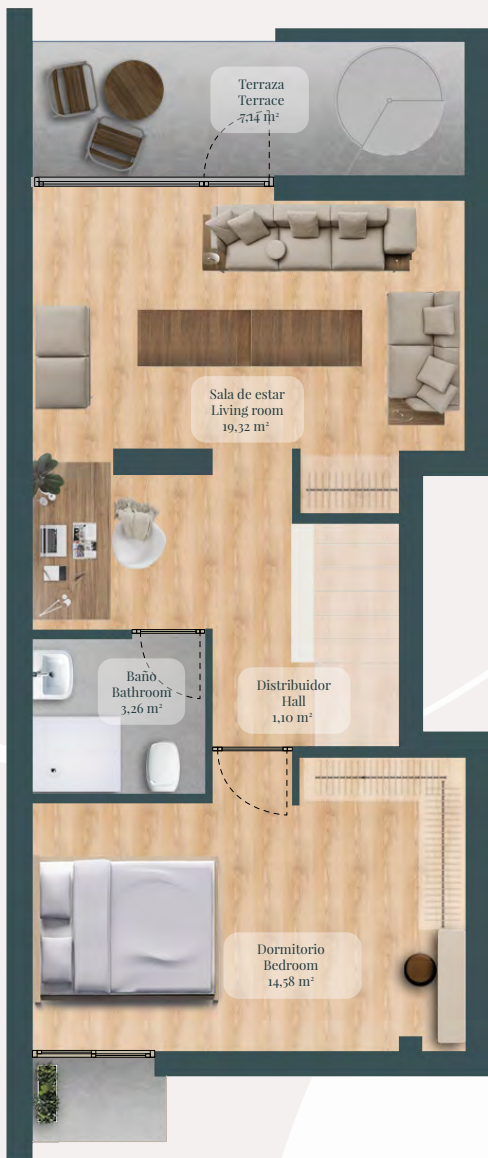 Terraza
Terrace
7,14 m²
Sala de estar
Living room
19,32 m²
Baño
Bathroom
3,26 m²
Distribuidor
Hall
1,10 m²
Dormitorio
Bedroom
14,58 m²